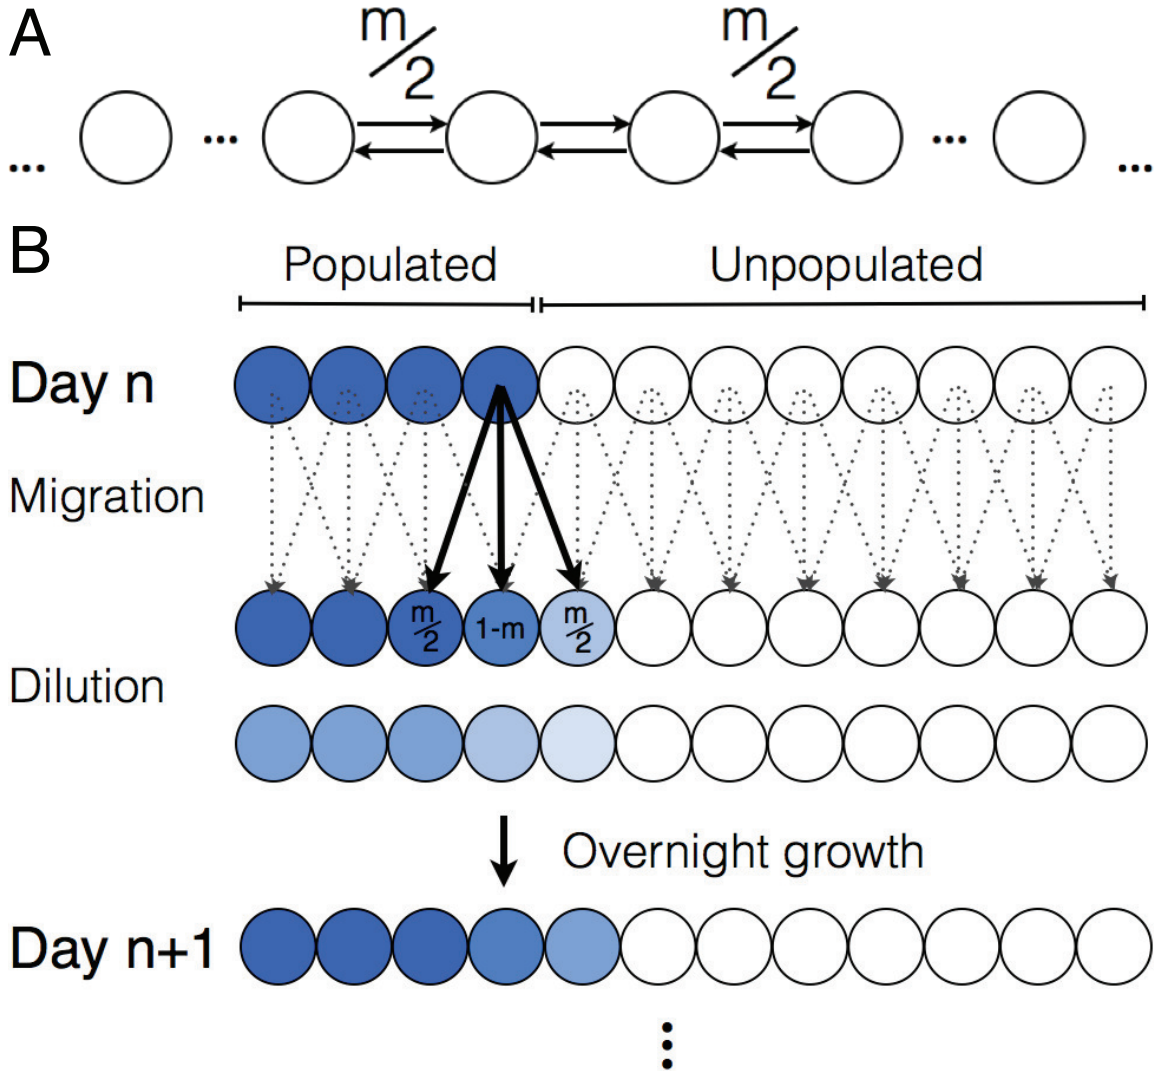 A
m/2 m/2
... ... ... ...
B
Populated Unpopulated
Day n
Migration
m/2 1-m m/2
Dilution
Overnight growth
Day n+1